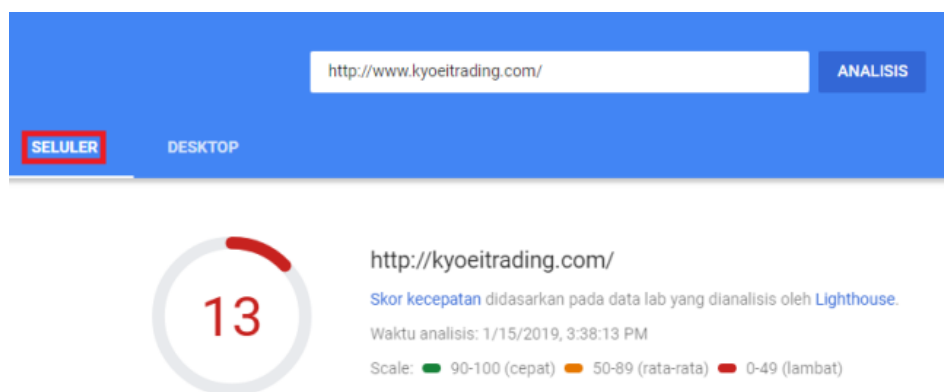 http://www.kyoeitrading.com/ ANALISIS
SELULER DESKTOP
13
http://kyoeitrading.com/
Skor kecepatan didasarkan pada data lab yang dianalisis oleh Lighthouse.
Waktu analisis: 1/15/2019, 3:38:13 PM
Scale: 90-100 (cepat) 50-89 (rata-rata) 0-49 (lambat)